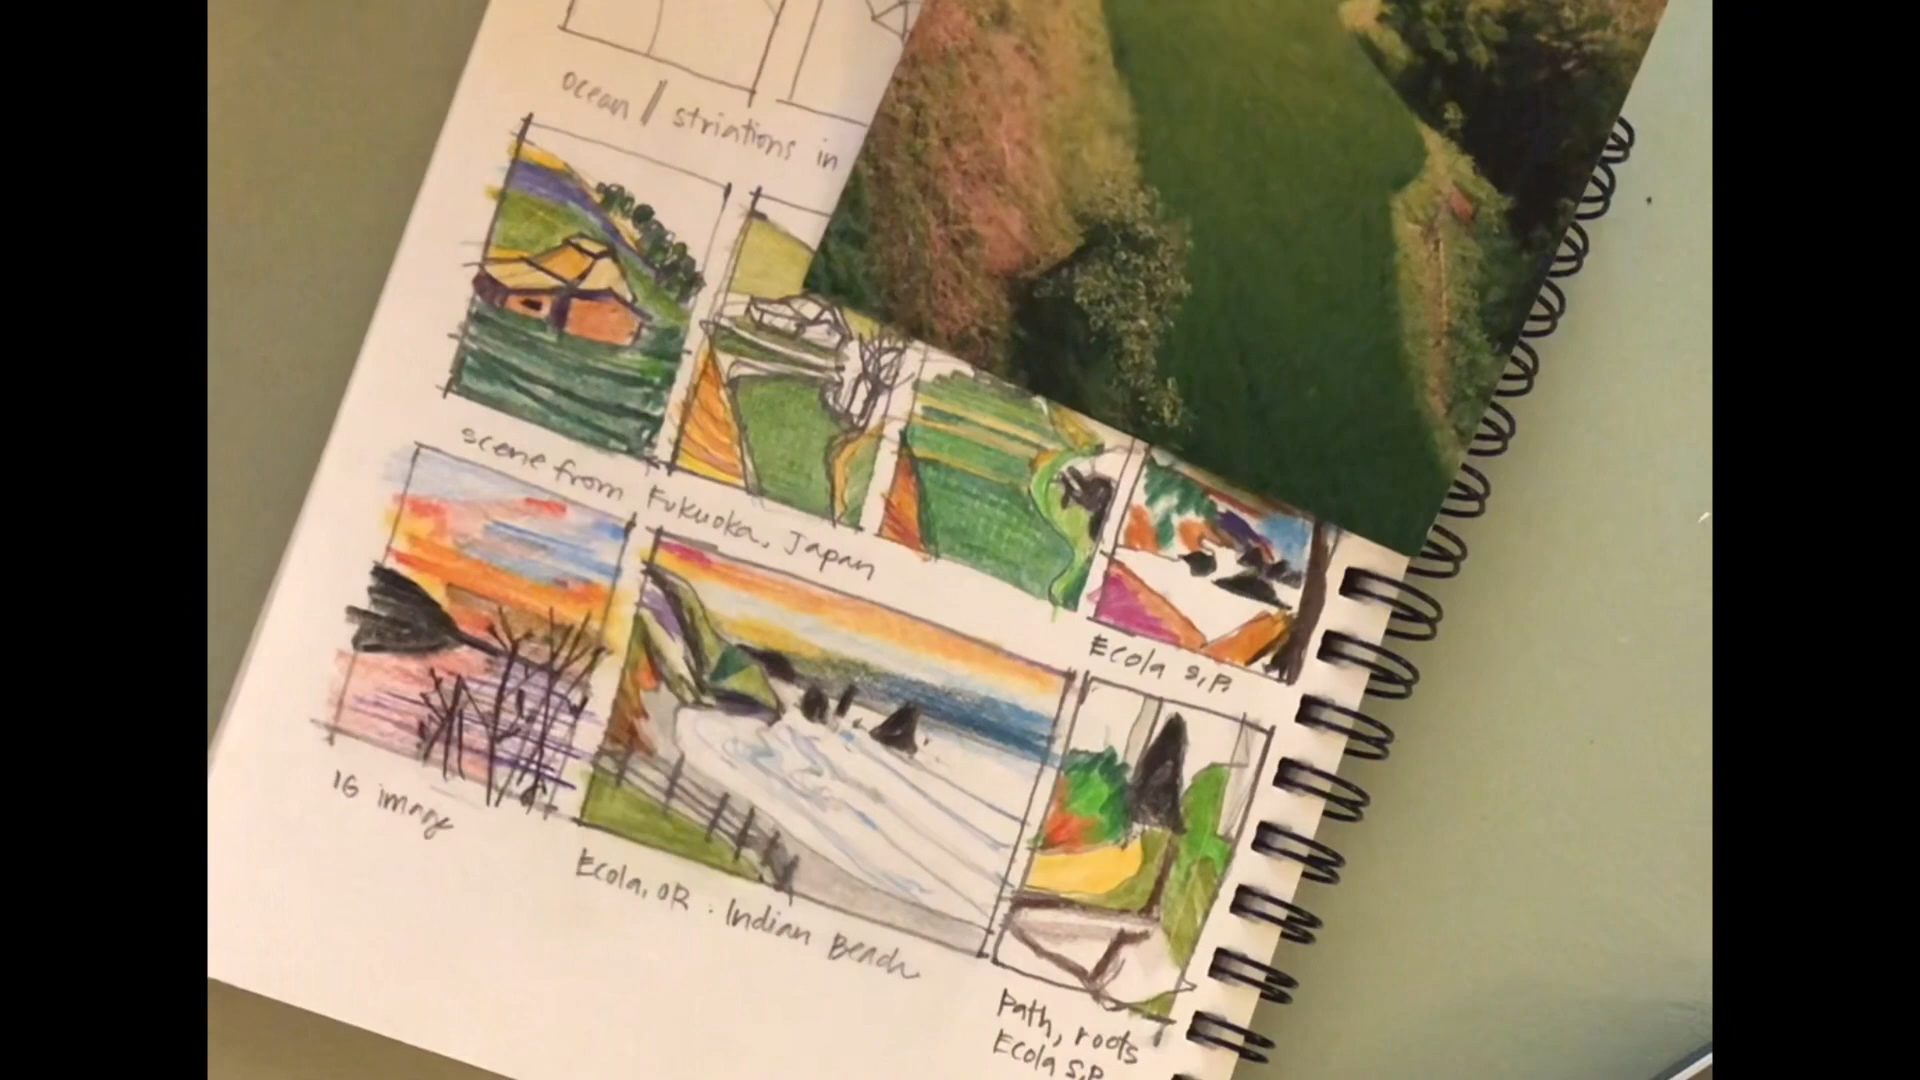 ocean // striations in
scene from Fukuoka, Japan
Ecola S.P.
IG image
Ecola, OR . Indian Beach
Path, roots
Ecola S.P.